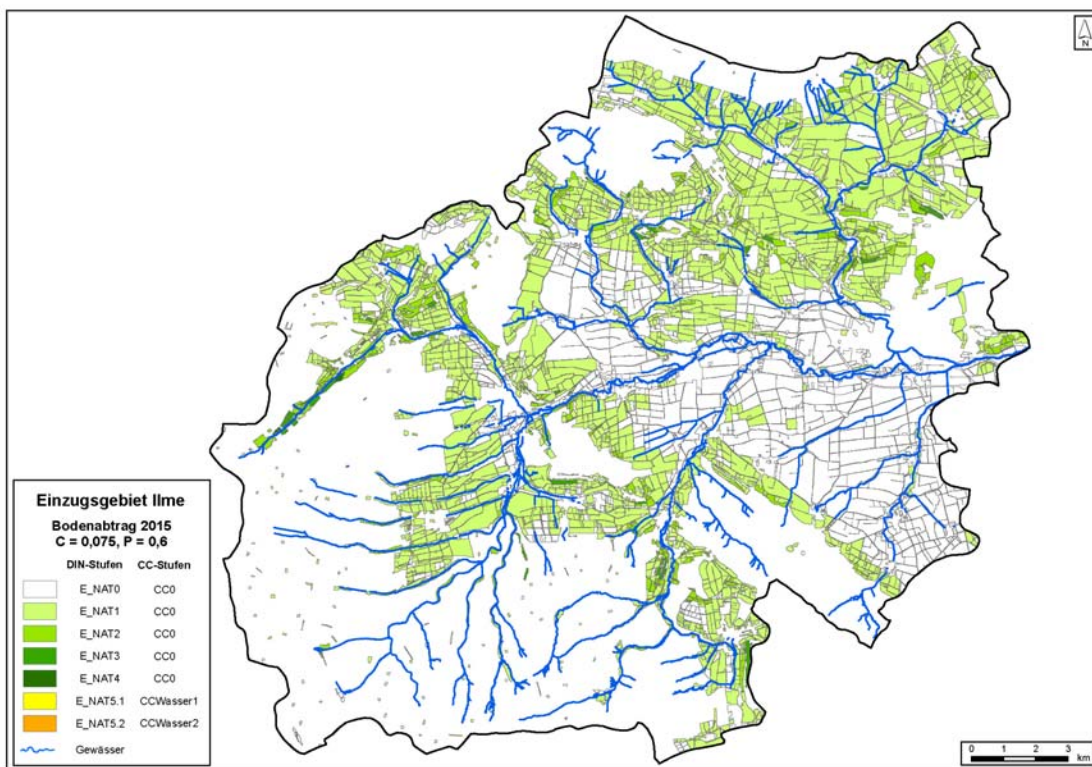 N
Einzugsgebiet Ilme
Bodenabtrag 2015
C = 0,075, P = 0,6
DIN-Stufen CC-Stufen
E_NAT0 CC0
E_NAT1 CC0
E_NAT2 CC0
E_NAT3 CC0
E_NAT4 CC0
E_NAT5.1 CCWasser1
E_NAT5.2 CCWasser2
Gewässer
0 1 2 3
km